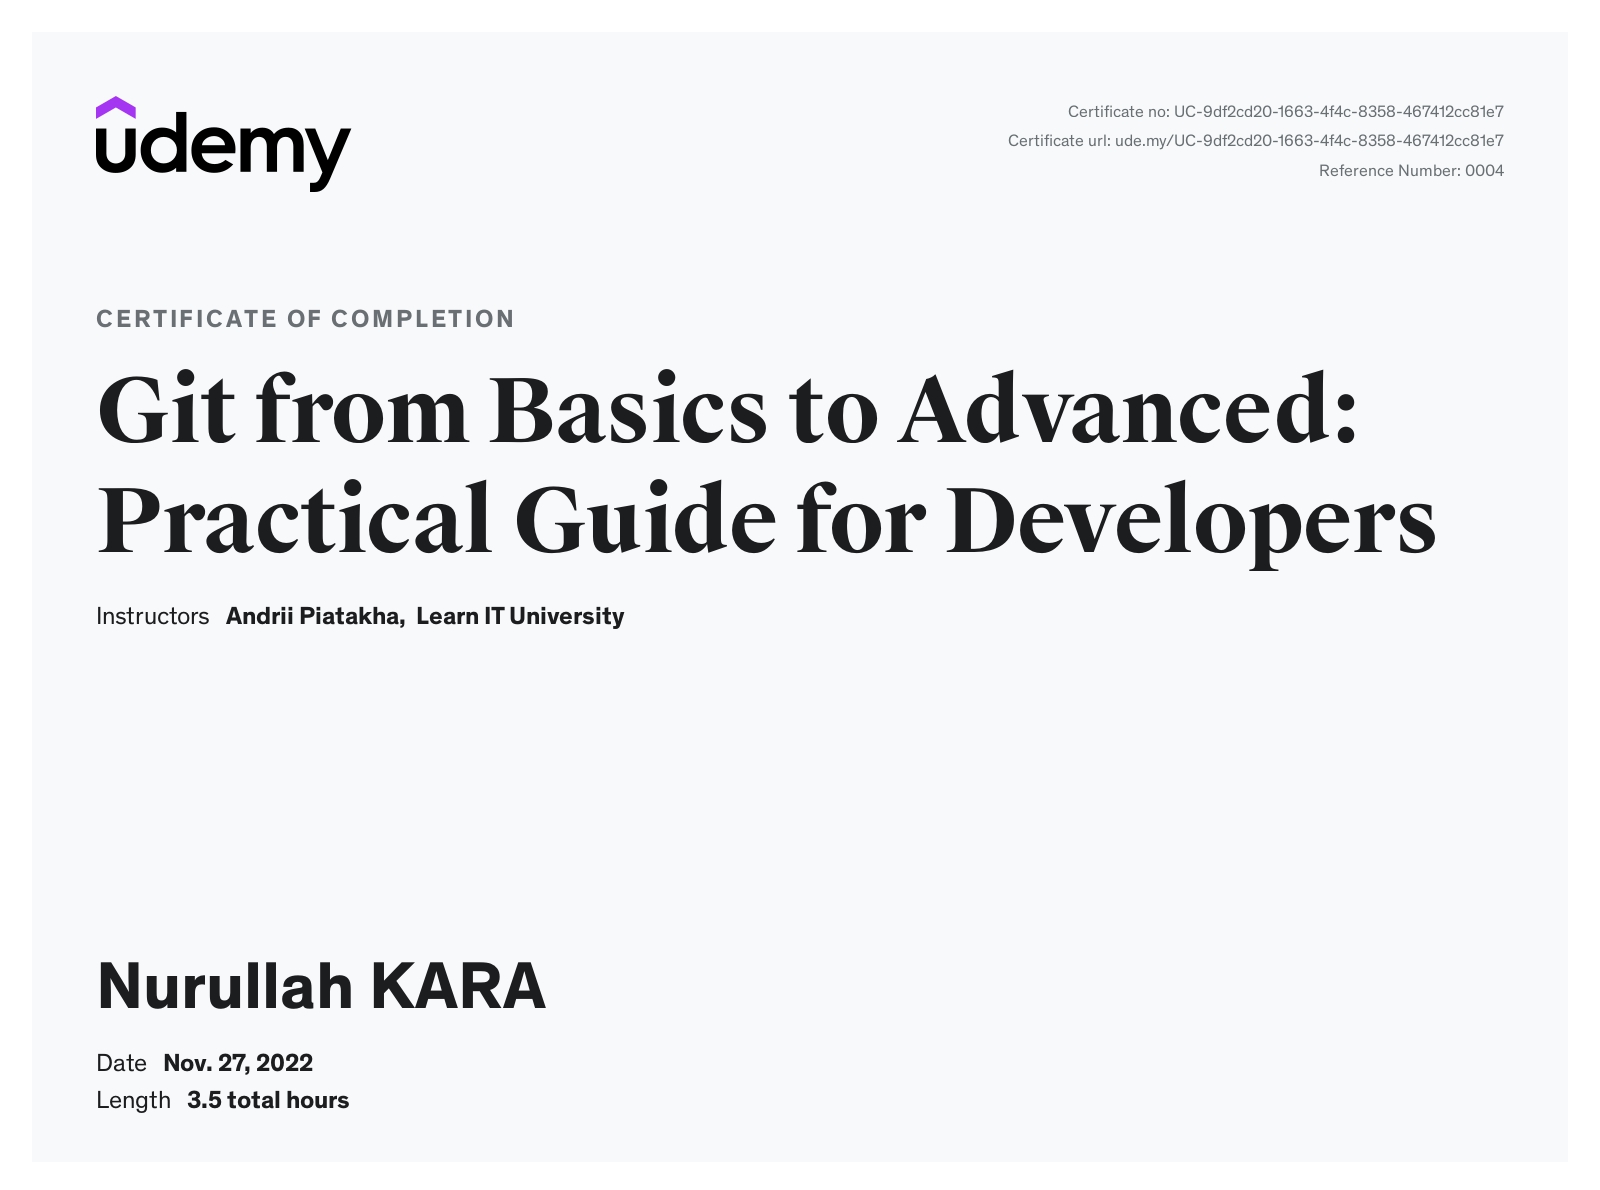 udemy
Certificate no: UC-9df2cd20-1663-4f4c-8358-467412cc81e7
Certificate url: ude.my/UC-9df2cd20-1663-4f4c-8358-467412cc81e7
Reference Number: 0004
CERTIFICATE OF COMPLETION
Git from Basics to Advanced:
Practical Guide for Developers
Instructors Andrii Piatakha, Learn IT University
Nurullah KARA
Date Nov. 27, 2022
Length 3.5 total hours